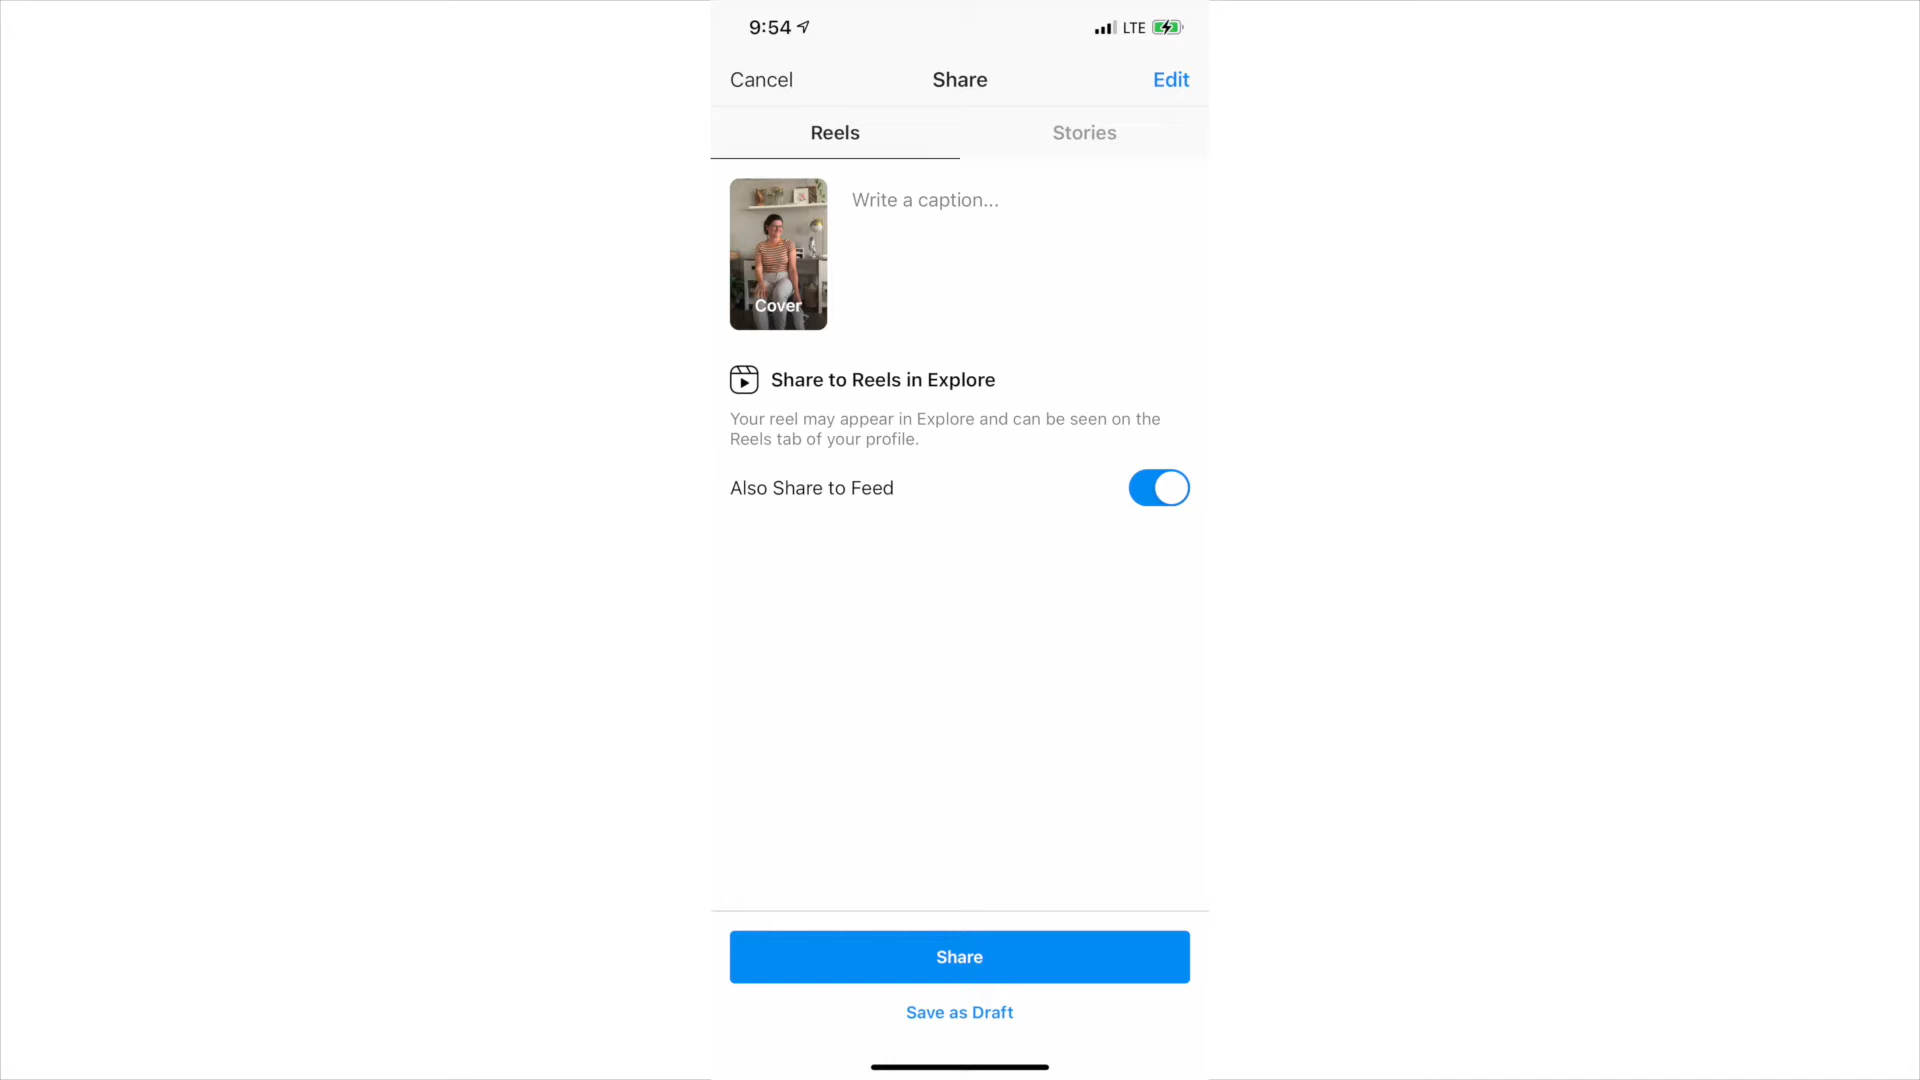 9:54 LTE
Cancel Share Edit
Reels Stories
Write a caption...
Cover
Share to Reels in Explore
Your reel may appear in Explore and can be seen on the
Reels tab of your profile.
Also Share to Feed
Share
Save as Draft